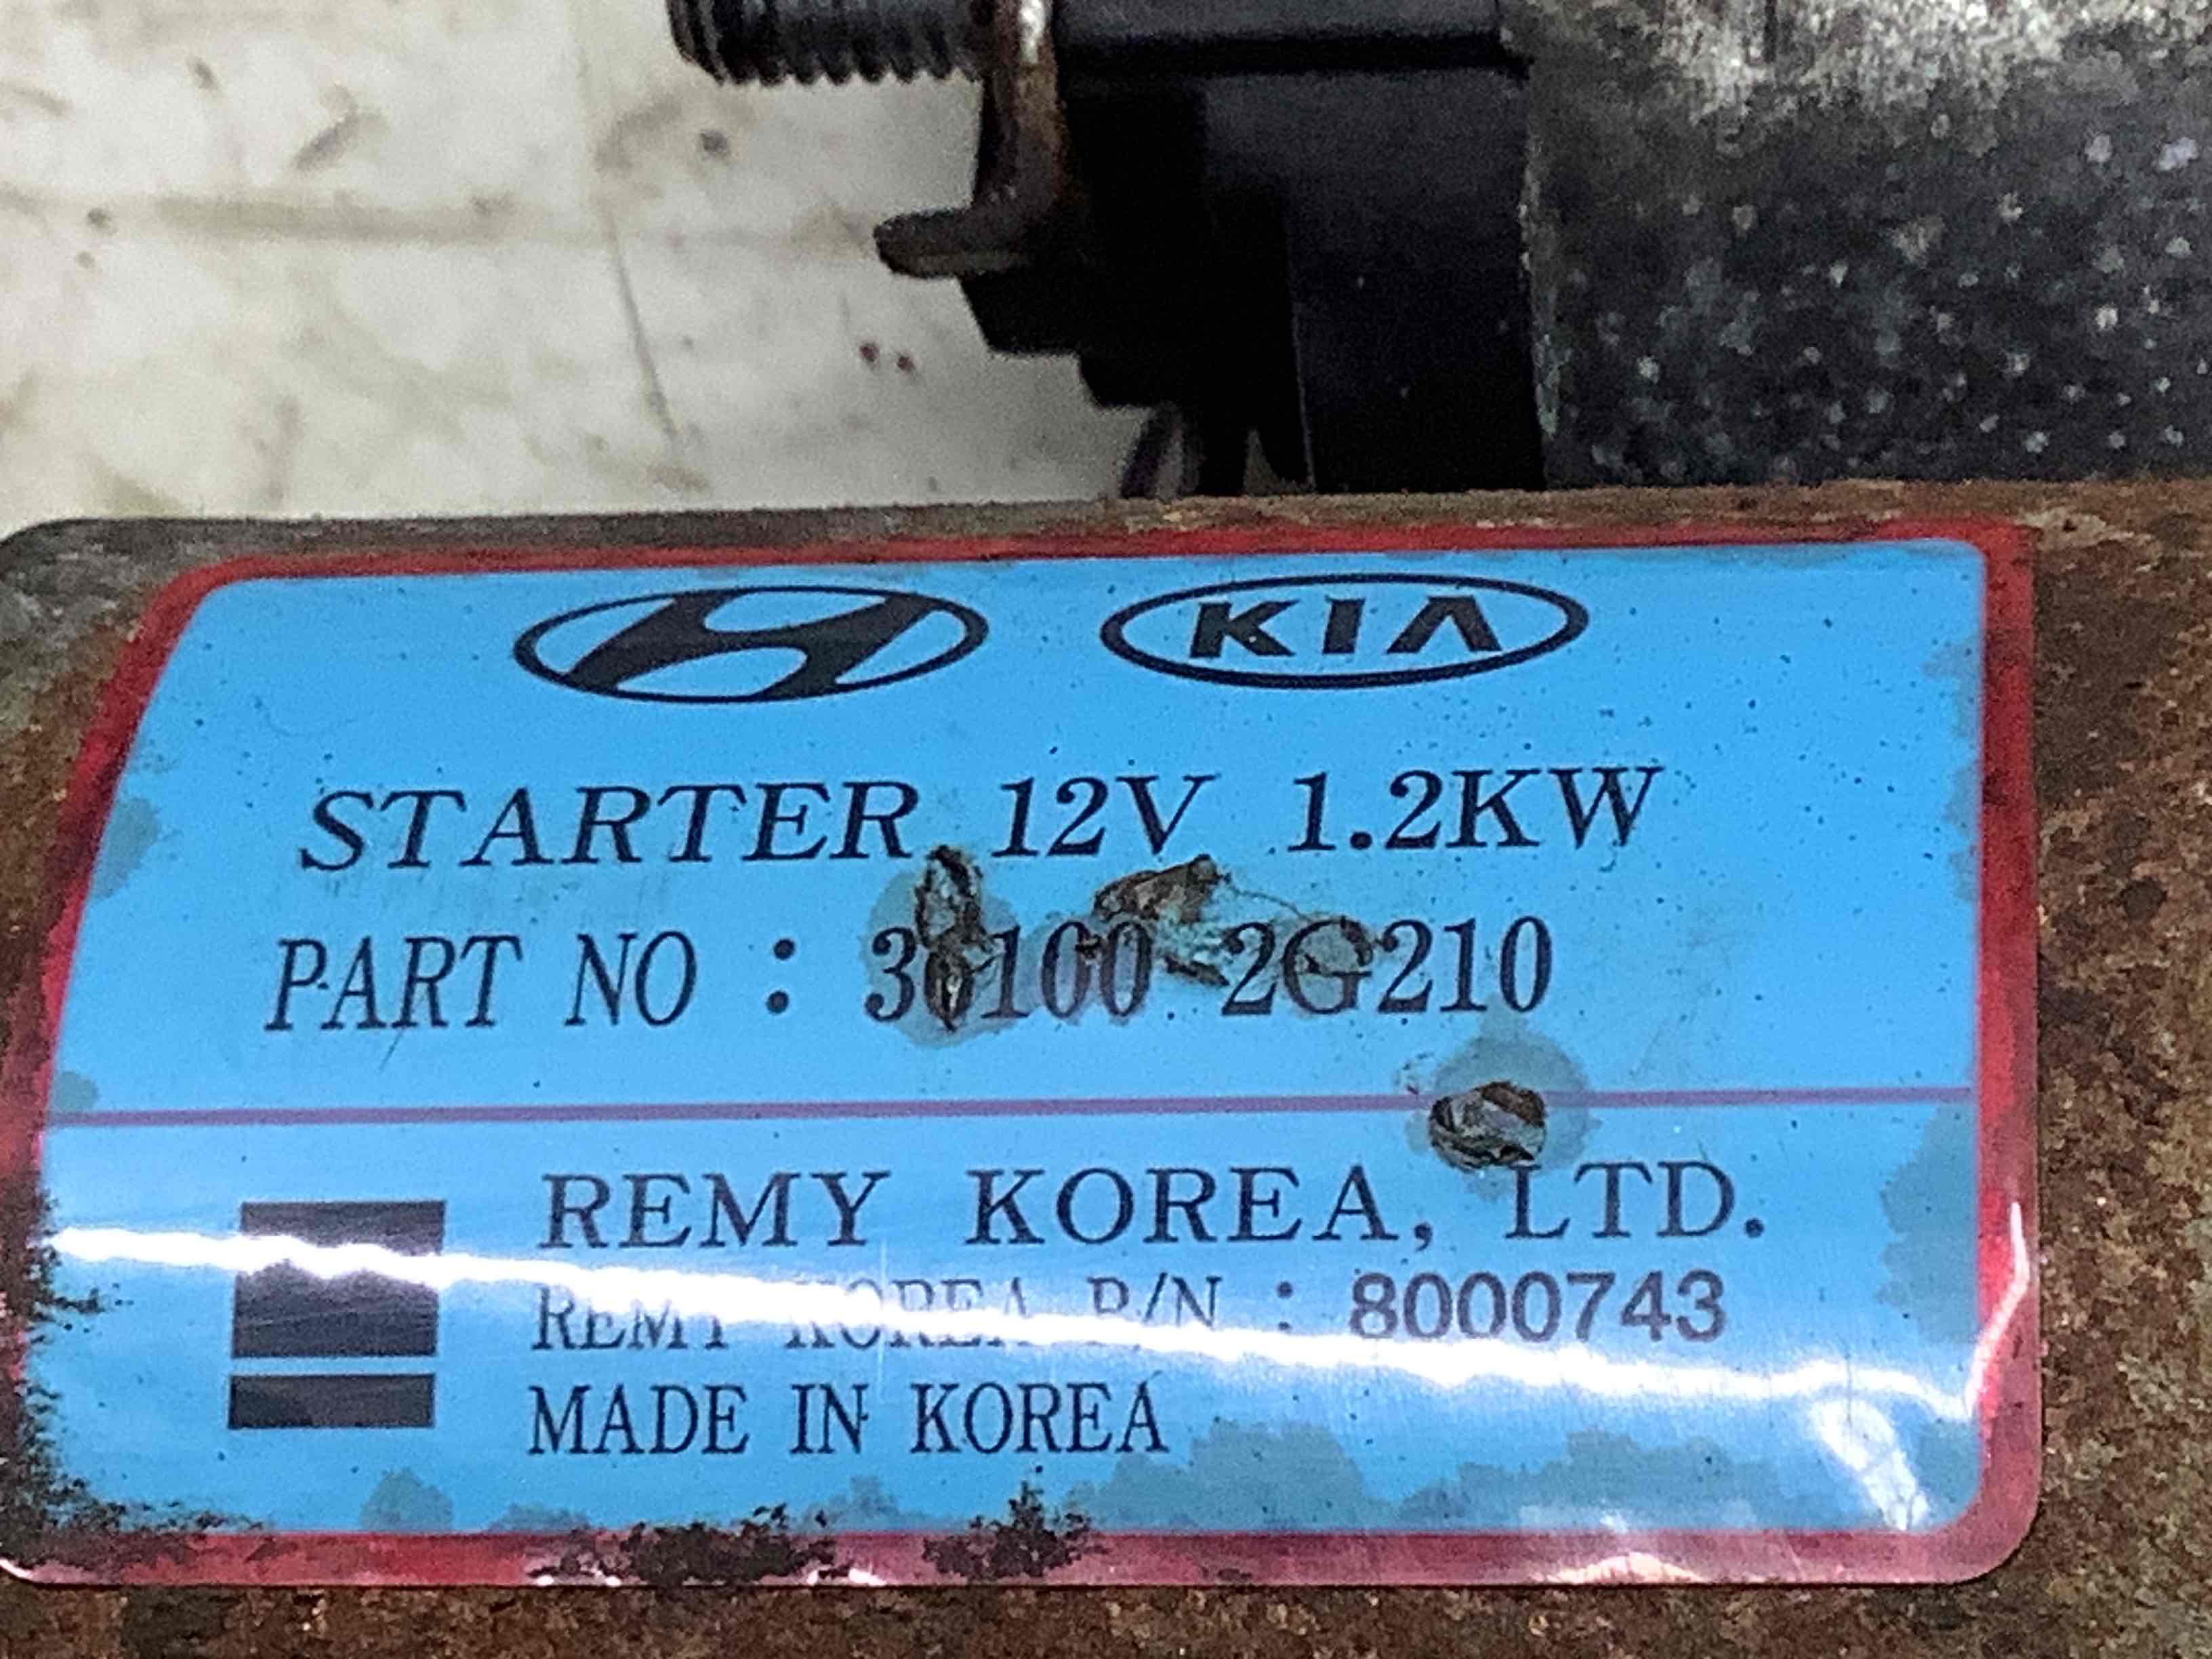 KIA
STARTER 12V 1.2KW
PART NO : 36100 2G210
REMY KOREA, LTD.
REMY KOREA P/N : 8000743
MADE IN KOREA